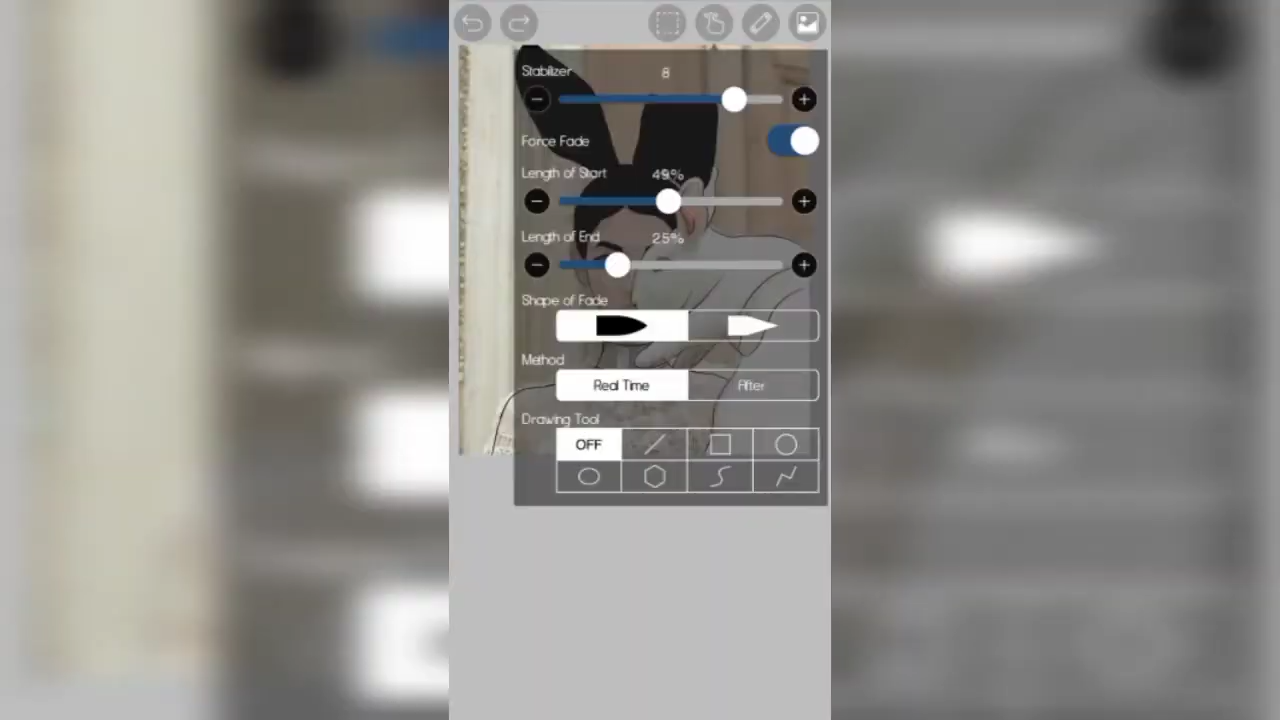 Stabilizer 8
Force Fade
Length of Start 49%
Length of End 25%
Shape of Fade
Method
Real Time After
Drawing Tool
OFF